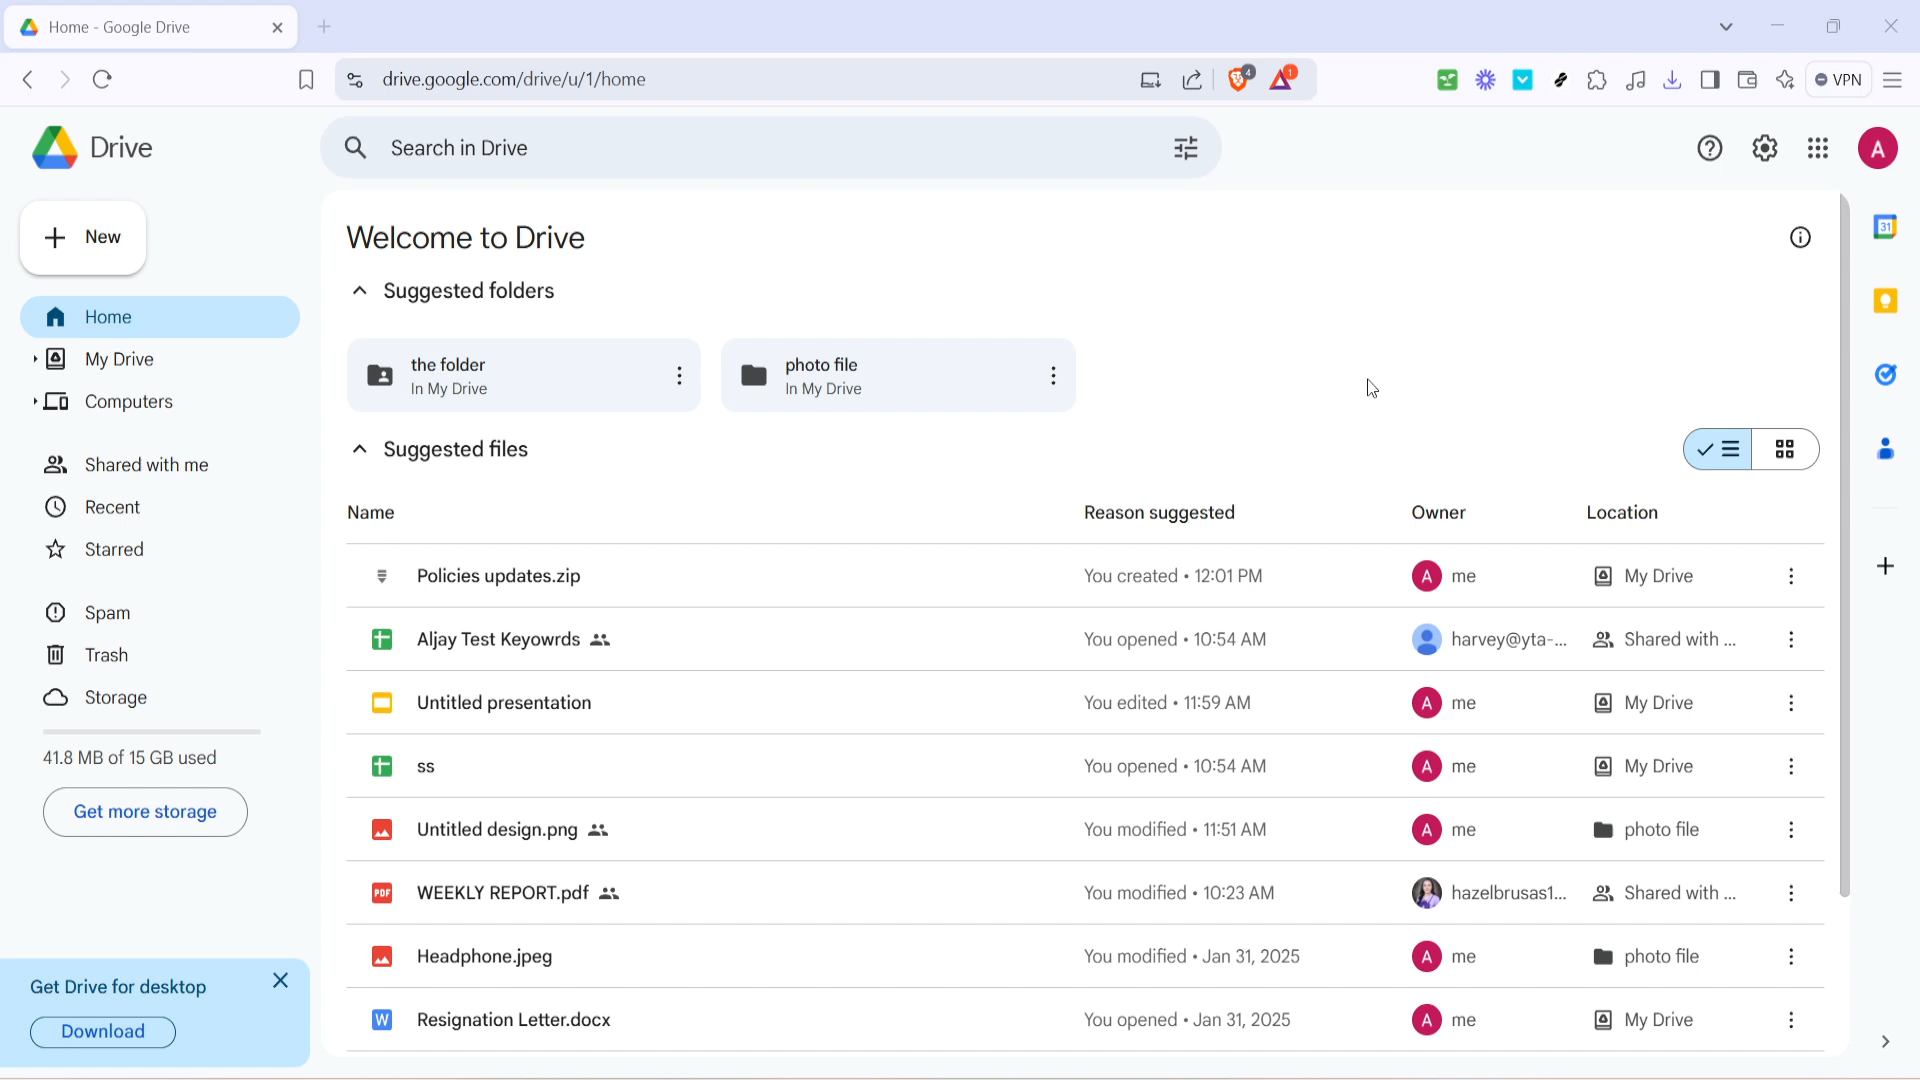 Home - Google Drive
drive.google.com/drive/u/1/home
4
1
VPN
Drive
Search in Drive
A
New
Home
My Drive
Computers
Shared with me
Recent
Starred
Spam
Trash
Storage
41.8 MB of 15 GB used
Get more storage
Get Drive for desktop
Download
Welcome to Drive
Suggested folders
the folder
In My Drive
photo file
In My Drive
Suggested files
Name Reason suggested Owner Location
Policies updates.zip You created • 12:01 PM A me My Drive
Aljay Test Keyowrds You opened • 10:54 AM harvey@yta-... Shared with ...
Untitled presentation You edited • 11:59 AM A me My Drive
ss You opened • 10:54 AM A me My Drive
Untitled design.png You modified • 11:51 AM A me photo file
PDF WEEKLY REPORT.pdf You modified • 10:23 AM hazelbrusas1... Shared with ...
Headphone.jpeg You modified • Jan 31, 2025 A me photo file
W Resignation Letter.docx You opened • Jan 31, 2025 A me My Drive
31